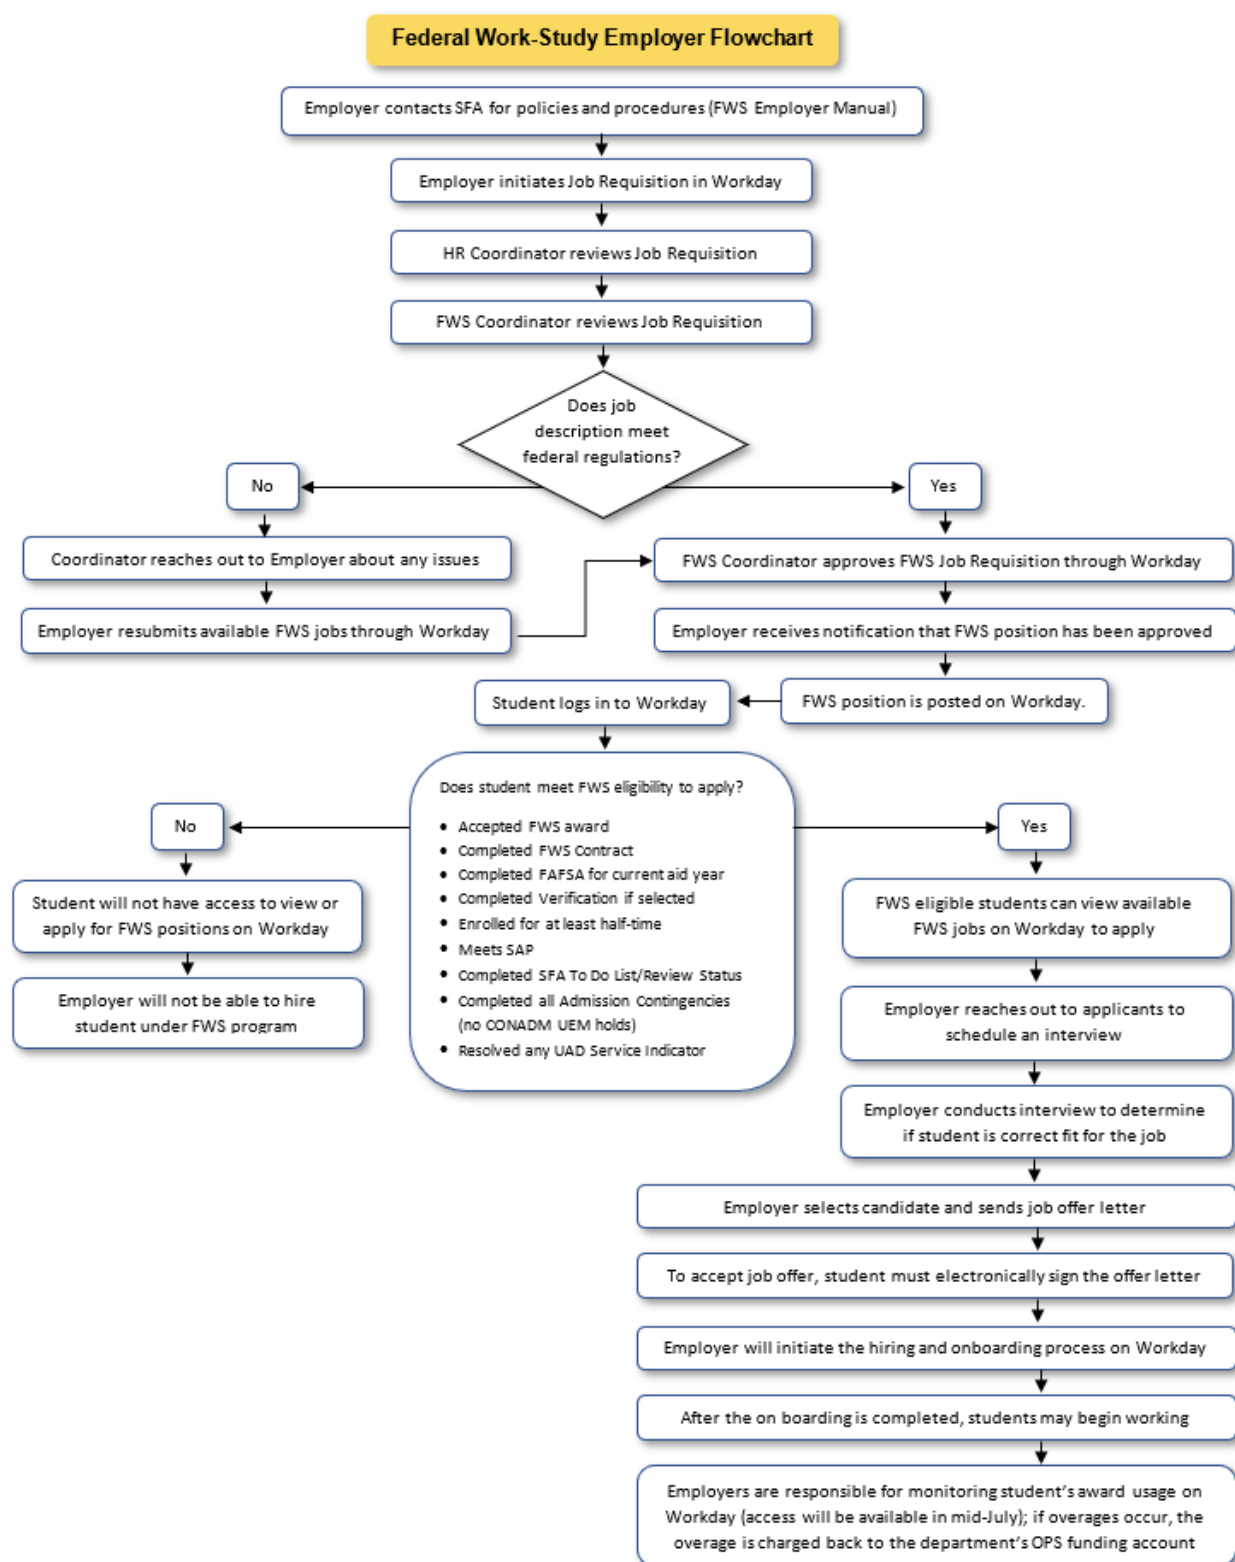 Federal Work-Study Employer Flowchart
Employer contacts SFA for policies and procedures (FWS Employer Manual)
Employer initiates Job Requisition in Workday
HR Coordinator reviews Job Requisition
FWS Coordinator reviews Job Requisition
Does job
description meet
federal regulations?
No
Yes
Coordinator reaches out to Employer about any issues
FWS Coordinator approves FWS Job Requisition through Workday
Employer resubmits available FWS jobs through Workday
Employer receives notification that FWS position has been approved
FWS position is posted on Workday.
Student logs in to Workday
Does student meet FWS eligibility to apply?
• Accepted FWS award
• Completed FWS Contract
• Completed FAFSA for current aid year
• Completed Verification if selected
• Enrolled for at least half-time
• Meets SAP
• Completed SFA To Do List/Review Status
• Completed all Admission Contingencies
(no CONADM UEM holds)
• Resolved any UAD Service Indicator
No
Student will not have access to view or
apply for FWS positions on Workday
Employer will not be able to hire
student under FWS program
Yes
FWS eligible students can view available
FWS jobs on Workday to apply
Employer reaches out to applicants to
schedule an interview
Employer conducts interview to determine
if student is correct fit for the job
Employer selects candidate and sends job offer letter
To accept job offer, student must electronically sign the offer letter
Employer will initiate the hiring and onboarding process on Workday
After the on boarding is completed, students may begin working
Employers are responsible for monitoring student's award usage on
Workday (access will be available in mid-July); if overages occur, the
overage is charged back to the department's OPS funding account